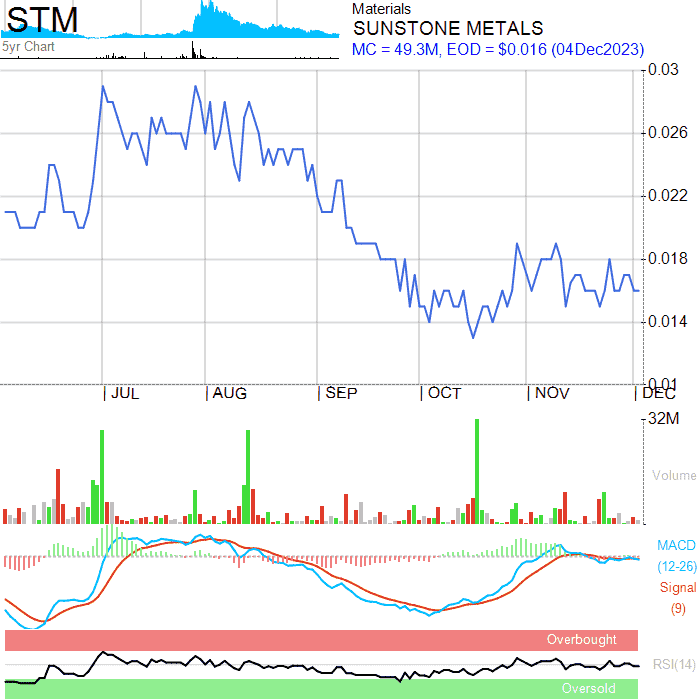 STM
5yr Chart
Materials
SUNSTONE METALS
MC = 49.3M, EOD = $0.016 (04Dec2023)
0.03
0.026
0.022
0.018
0.014
0.01
JUL
AUG
SEP
OCT
NOV
DEC
32M
Volume
MACD
(12-26)
Signal
(9)
Overbought
RSI(14)
Oversold